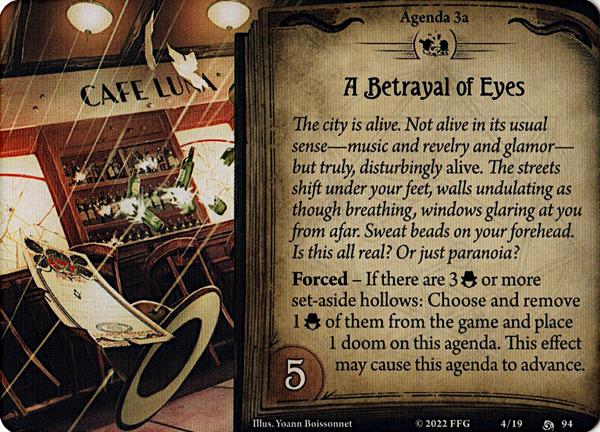 Agenda 3a
A Betrayal of Eyes
The city is alive. Not alive in its usual
sense—music and revelry and glamor—
but truly, disturbingly alive. The streets
shift under your feet, walls undulating as
though breathing, windows glaring at you
from afar. Sweat beads on your forehead.
Is this all real? Or just paranoia?
Forced – If there are 3 or more
set-aside hollows: Choose and remove
1 of them from the game and place
1 doom on this agenda. This effect
may cause this agenda to advance.
5
CAFE LUNA
Illus. Yoann Boissonnet
© 2022 FFG
4/19
94